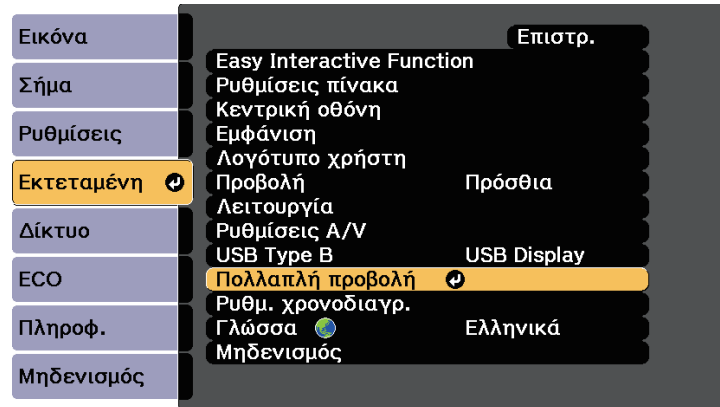 Εικόνα
Σήμα
Ρυθμίσεις
Εκτεταμένη
Δίκτυο
ECO
Πληροφ.
Μηδενισμός
Επιστρ.
Easy Interactive Function
Ρυθμίσεις πίνακα
Κεντρική οθόνη
Εμφάνιση
Λογότυπο χρήστη
Προβολή Πρόσθια
Λειτουργία
Ρυθμίσεις A/V
USB Type B USB Display
Πολλαπλή προβολή
Ρυθμ. χρονοδιαγρ.
Γλώσσα Ελληνικά
Μηδενισμός